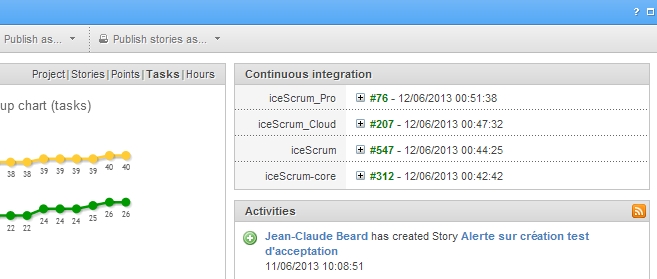 ?
Publish as...
Publish stories as...
Project | Stories | Points | Tasks | Hours
up chart (tasks)
38 38 39 39 39 39 40 40
22 22 24 24 24 25 26 26
Continuous integration
iceScrum_Pro #76 - 12/06/2013 00:51:38
iceScrum_Cloud #207 - 12/06/2013 00:47:32
iceScrum #547 - 12/06/2013 00:44:25
iceScrum-core #312 - 12/06/2013 00:42:42
Activities
Jean-Claude Beard has created Story Alerte sur création test
d'acceptation
11/06/2013 10:08:51